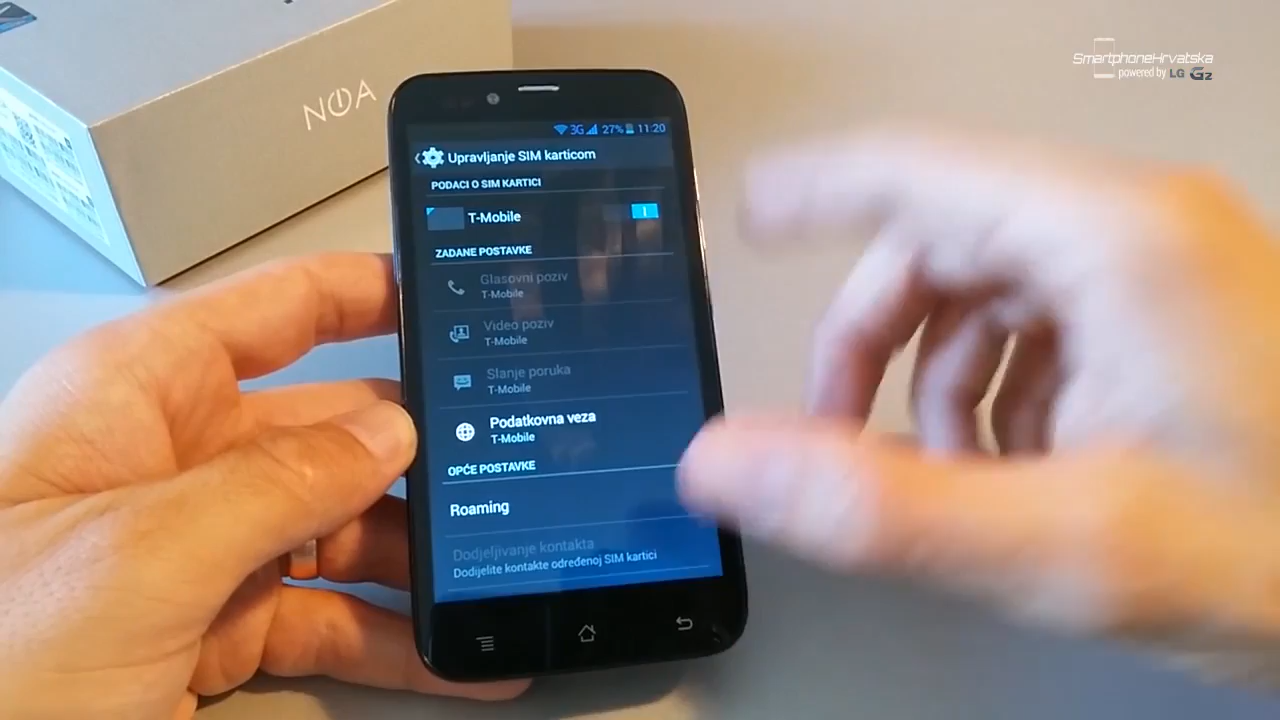 SmartphoneHrvatska
powered by LG G2
NOA
3G 27% 11:20
Upravljanje SIM karticom
PODACI O SIM KARTICI
T-Mobile
ZADANE POSTAVKE
Glasovni poziv
T-Mobile
Video poziv
T-Mobile
Slanje poruka
T-Mobile
Podatkovna veza
T-Mobile
OPĆE POSTAVKE
Roaming
Dodjeljivanje kontakta
Dodijelite kontakte određenoj SIM kartici